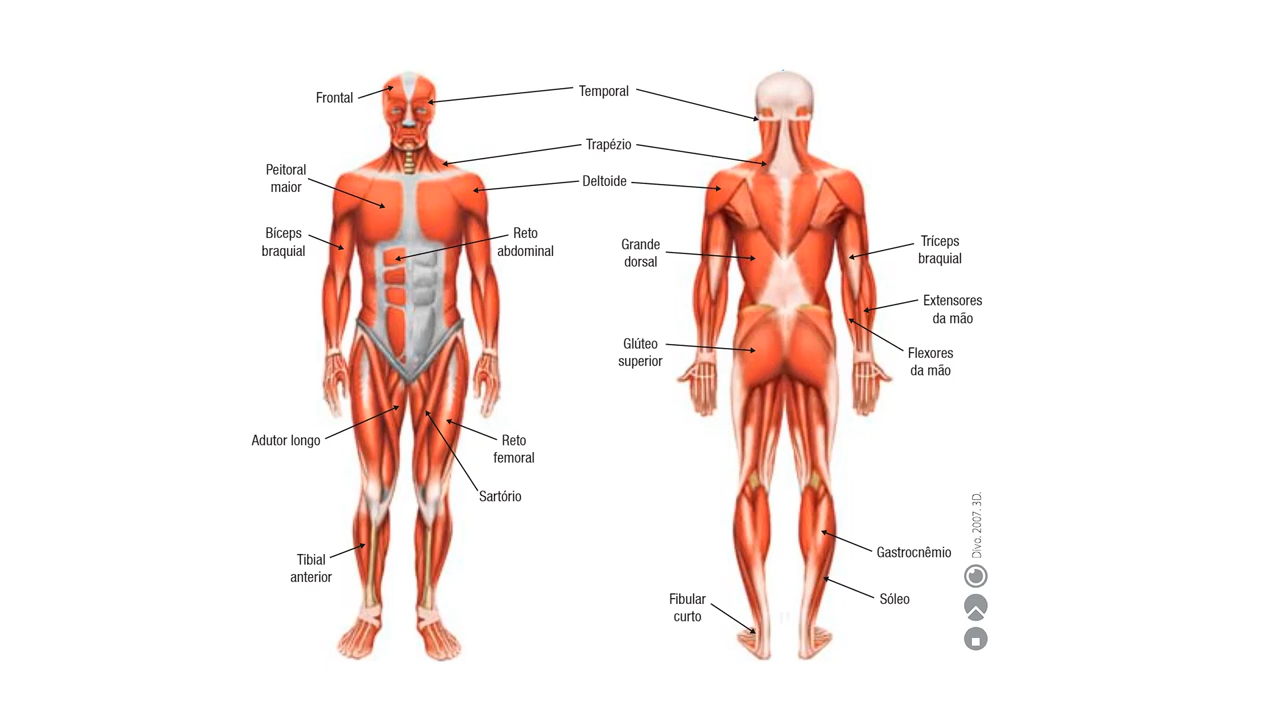 Frontal
Temporal
Trapézio
Peitoral
maior
Deltoide
Bíceps
braquial
Reto
abdominal
Grande
dorsal
Tríceps
braquial
Extensores
da mão
Glúteo
superior
Flexores
da mão
Adutor longo
Reto
femoral
Sartório
Tibial
anterior
Gastrocnêmio
Fibular
curto
Sóleo
Divo. 2007. 3D.